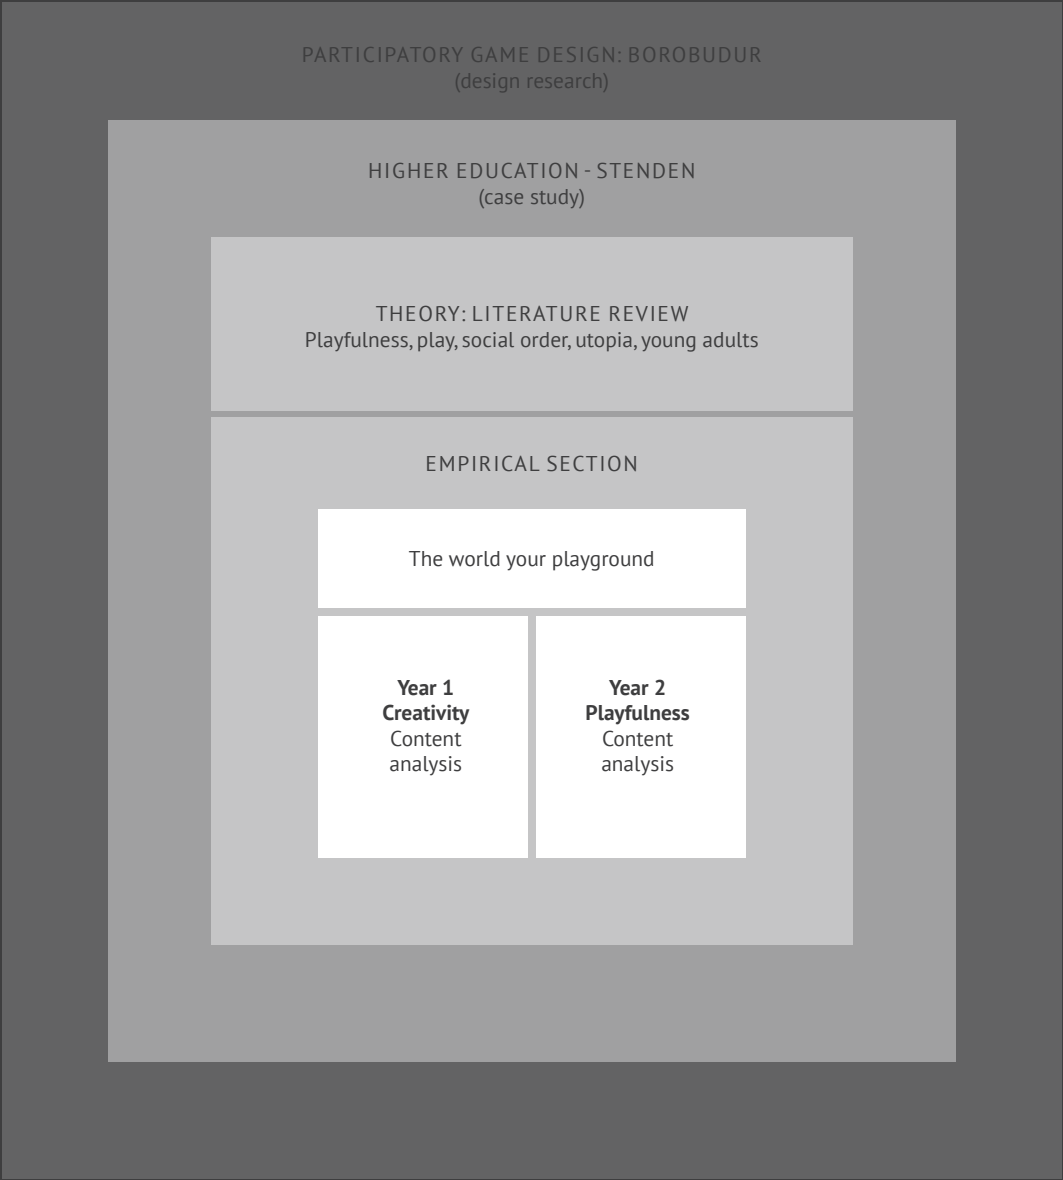 PARTICIPATORY GAME DESIGN: BOROBUDUR
(design research)
HIGHER EDUCATION - STENDEN
(case study)
THEORY: LITERATURE REVIEW
Playfulness, play, social order, utopia, young adults
EMPIRICAL SECTION
The world your playground
Year 1
Creativity
Content
analysis
Year 2
Playfulness
Content
analysis